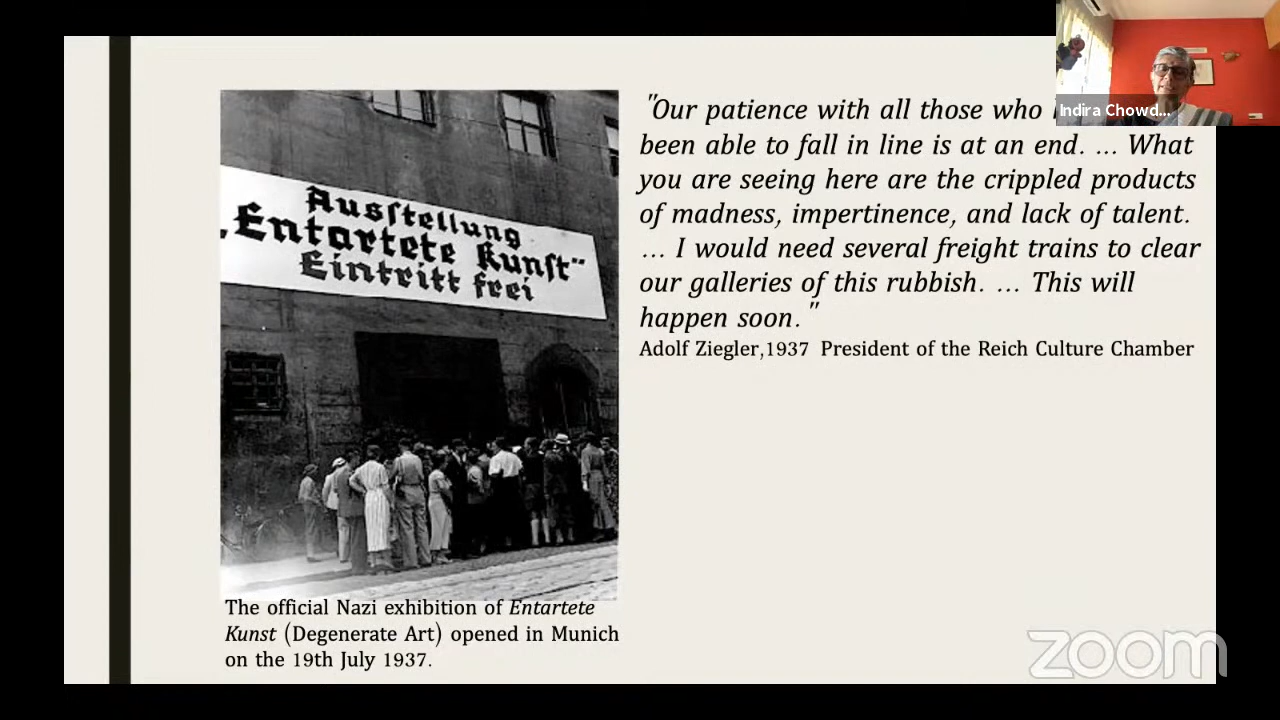 Indira Chowd...
"Our patience with all those who
been able to fall in line is at an end. ... What
you are seeing here are the crippled products
of madness, impertinence, and lack of talent.
... I would need several freight trains to clear
our galleries of this rubbish. ... This will
happen soon."
Adolf Ziegler,1937 President of the Reich Culture Chamber
Ausſtellung
„Entartete Kunſt“
Eintritt frei
The official Nazi exhibition of Entartete
Kunst (Degenerate Art) opened in Munich
on the 19th July 1937.
zoom